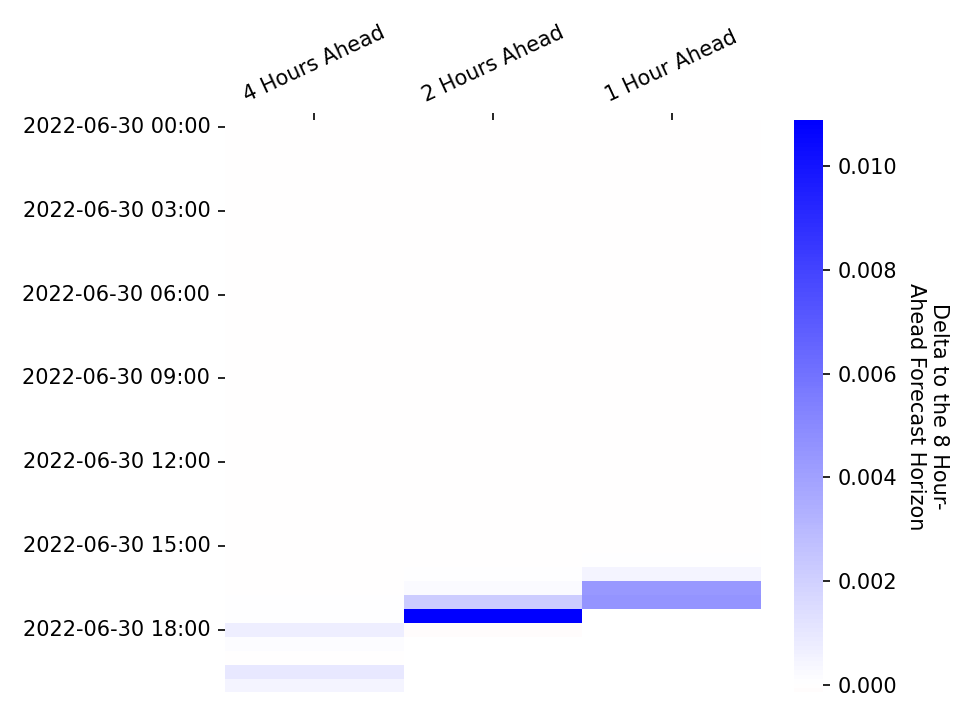 4 Hours Ahead
2 Hours Ahead
1 Hour Ahead
2022-06-30 00:00
2022-06-30 03:00
2022-06-30 06:00
2022-06-30 09:00
2022-06-30 12:00
2022-06-30 15:00
2022-06-30 18:00
0.010
0.008
0.006
0.004
0.002
0.000
Delta to the 8 Hour-
Ahead Forecast Horizon